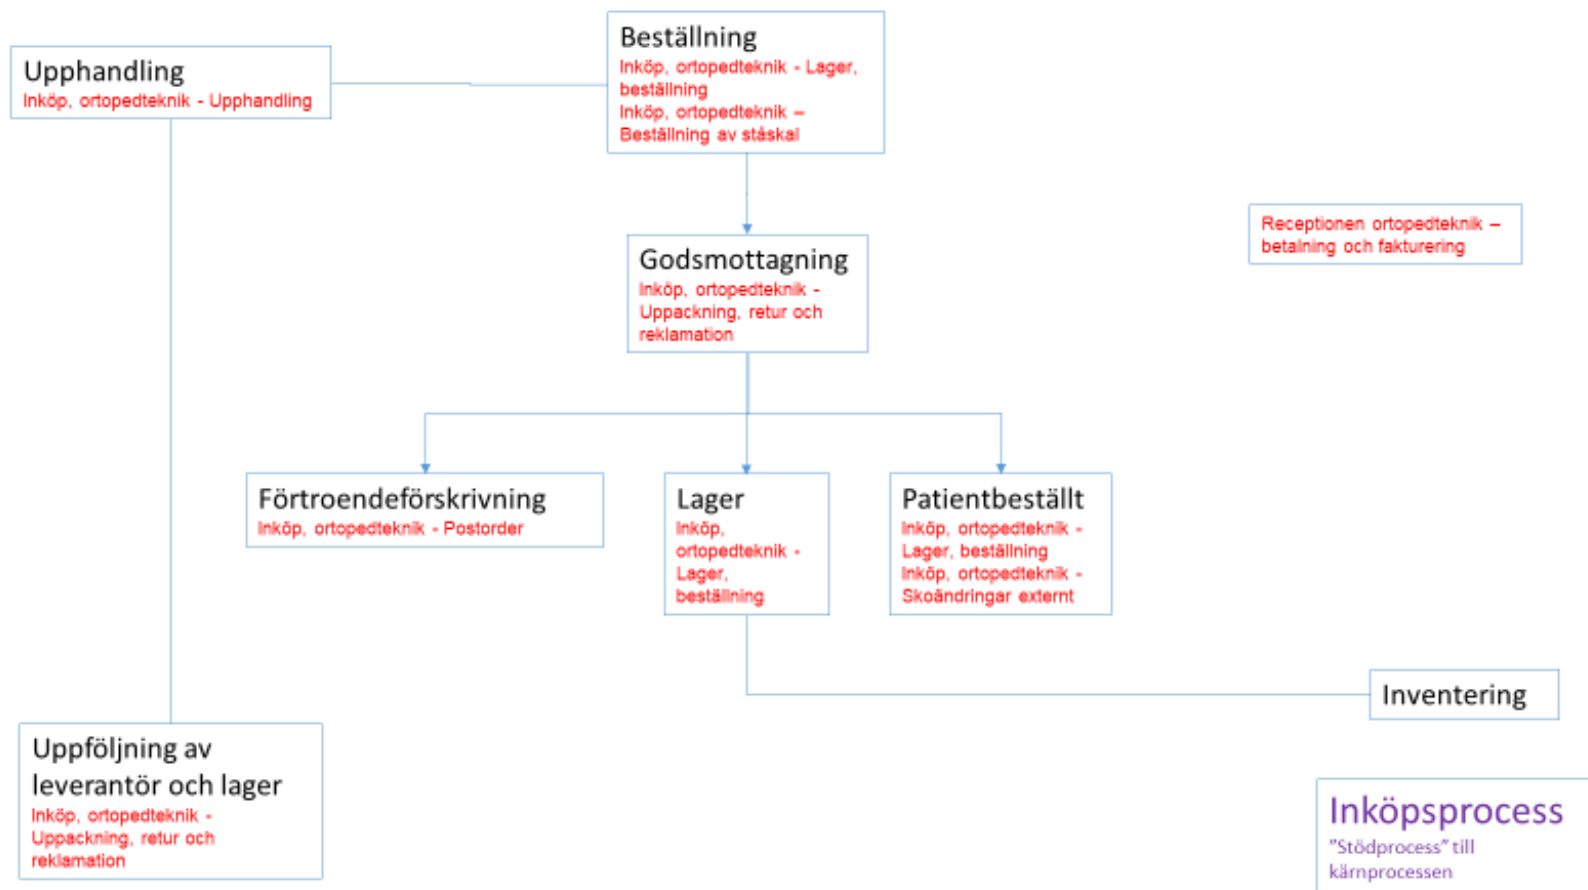 Upphandling
Inköp, ortopedteknik - Upphandling
Beställning
Inköp, ortopedteknik - Lager,
beställning
Inköp, ortopedteknik –
Beställning av ståskal
Receptionen ortopedteknik –
betalning och fakturering
Godsmottagning
Inköp, ortopedteknik -
Uppackning, retur och
reklamation
Förtroendeförskrivning
Inköp, ortopedteknik - Postorder
Lager
Inköp,
ortopedteknik -
Lager,
beställning
Patientbeställt
Inköp, ortopedteknik -
Lager, beställning
Inköp, ortopedteknik -
Skoändringar externt
Inventering
Uppföljning av
leverantör och lager
Inköp, ortopedteknik -
Uppackning, retur och
reklamation
Inköpsprocess
"Stödprocess" till
kärnprocessen